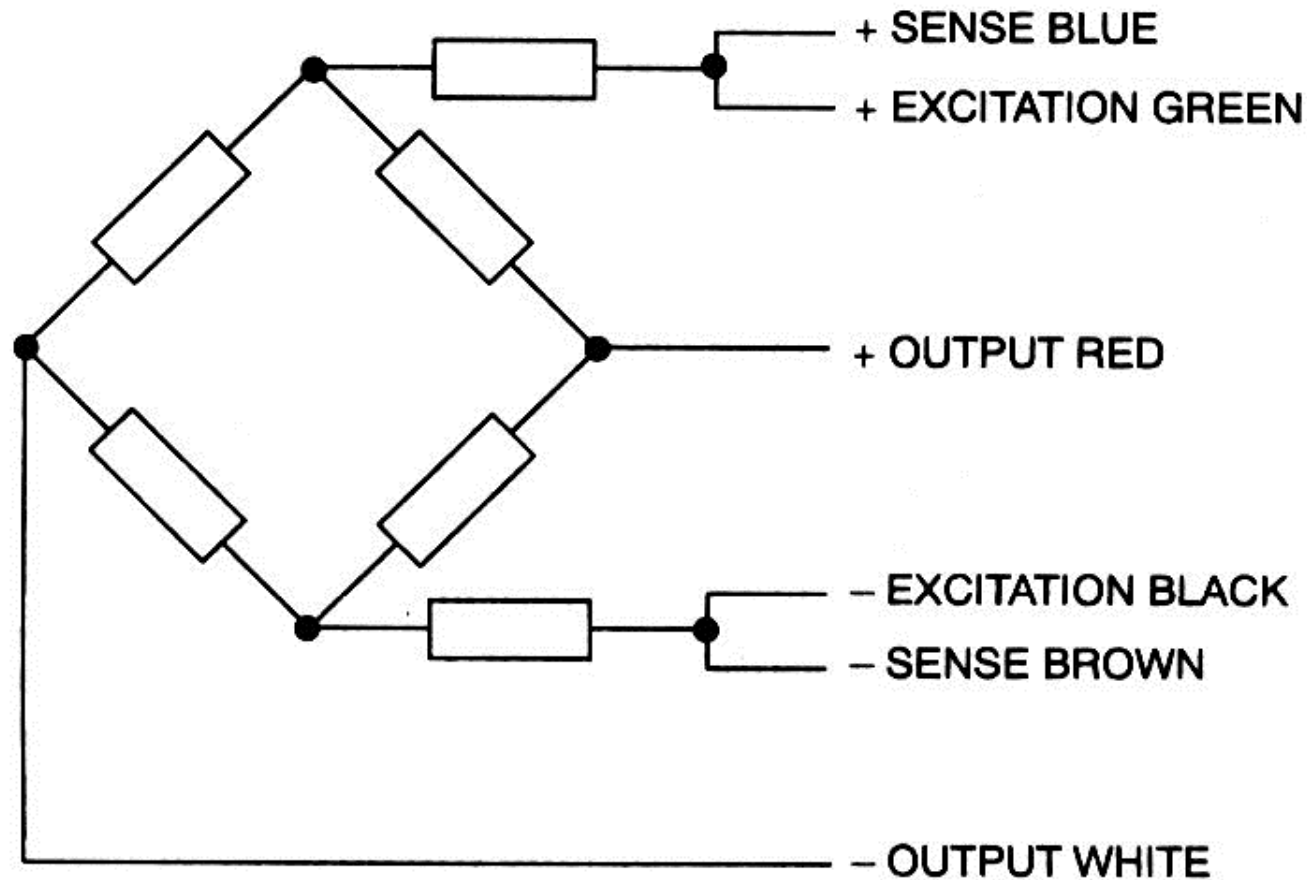 + SENSE BLUE
+ EXCITATION GREEN
+ OUTPUT RED
– EXCITATION BLACK
– SENSE BROWN
– OUTPUT WHITE